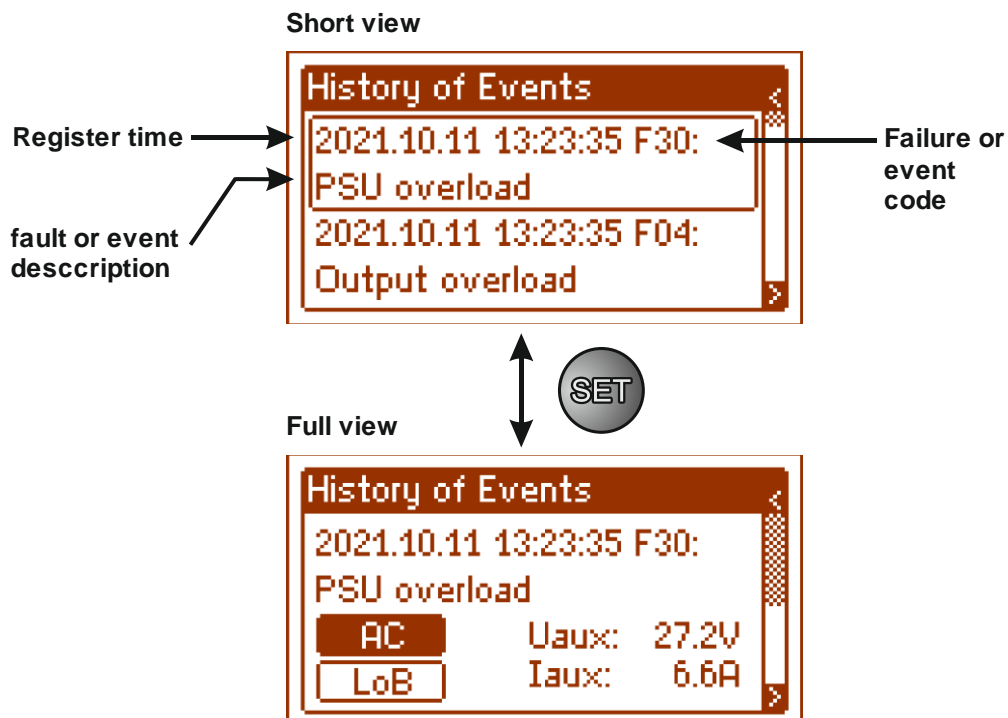 Short view
History of Events
Register time
2021.10.11 13:23:35 F30:
Failure or
event
code
PSU overload
fault or event
desccription
2021.10.11 13:23:35 F04:
Output overload
SET
Full view
History of Events
2021.10.11 13:23:35 F30:
PSU overload
AC Uaux: 27.2V
LoB Iaux: 6.6A